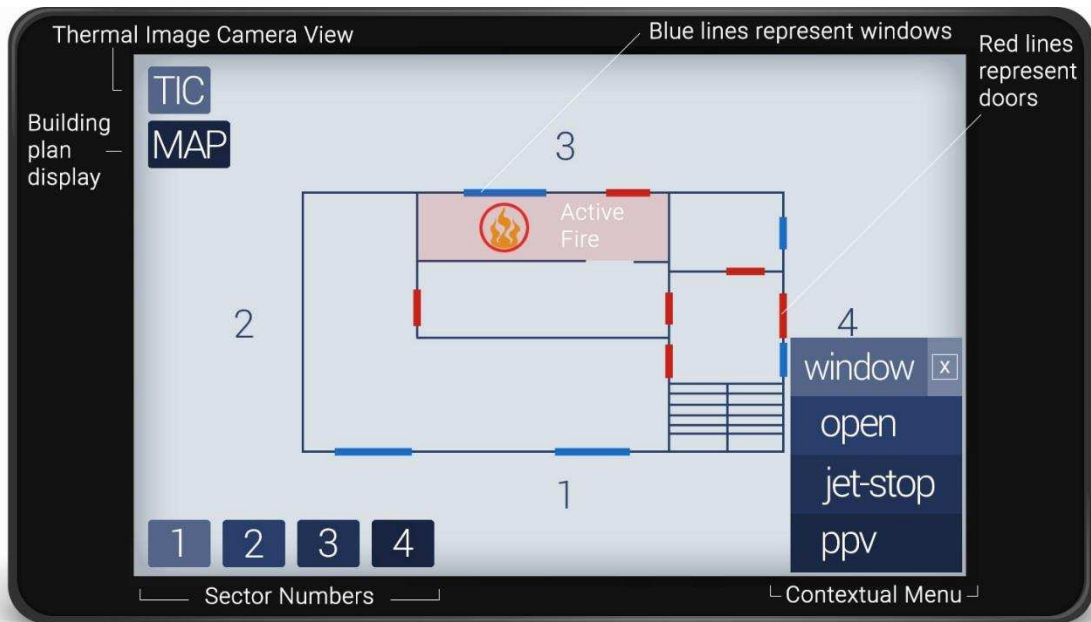 Thermal Image Camera View
Blue lines represent windows
Red lines
represent
doors
TIC
Building
plan
display
MAP
3
Active
Fire
2
4
window x
open
jet-stop
ppv
1
1 2 3 4
Sector Numbers
Contextual Menu